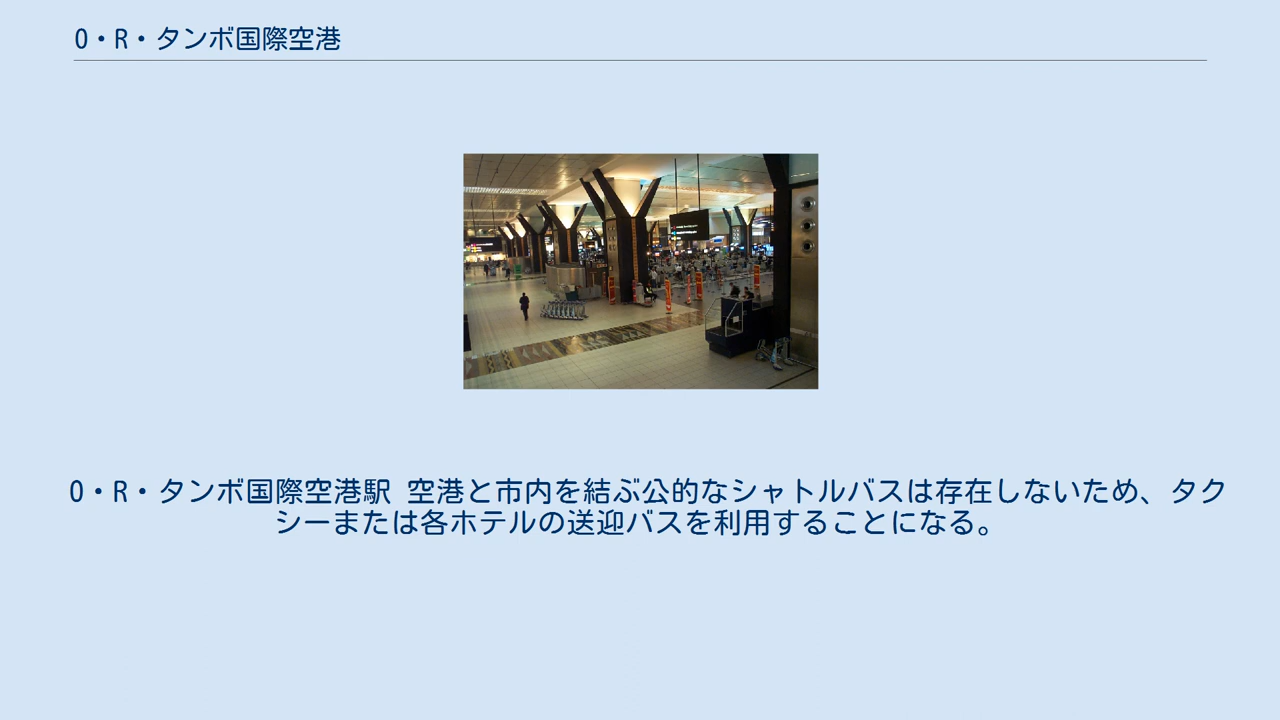 O・R・タンボ国際空港
O・R・タンボ国際空港駅 空港と市内を結ぶ公的なシャトルバスは存在しないため、タク
シーまたは各ホテルの送迎バスを利用することになる。